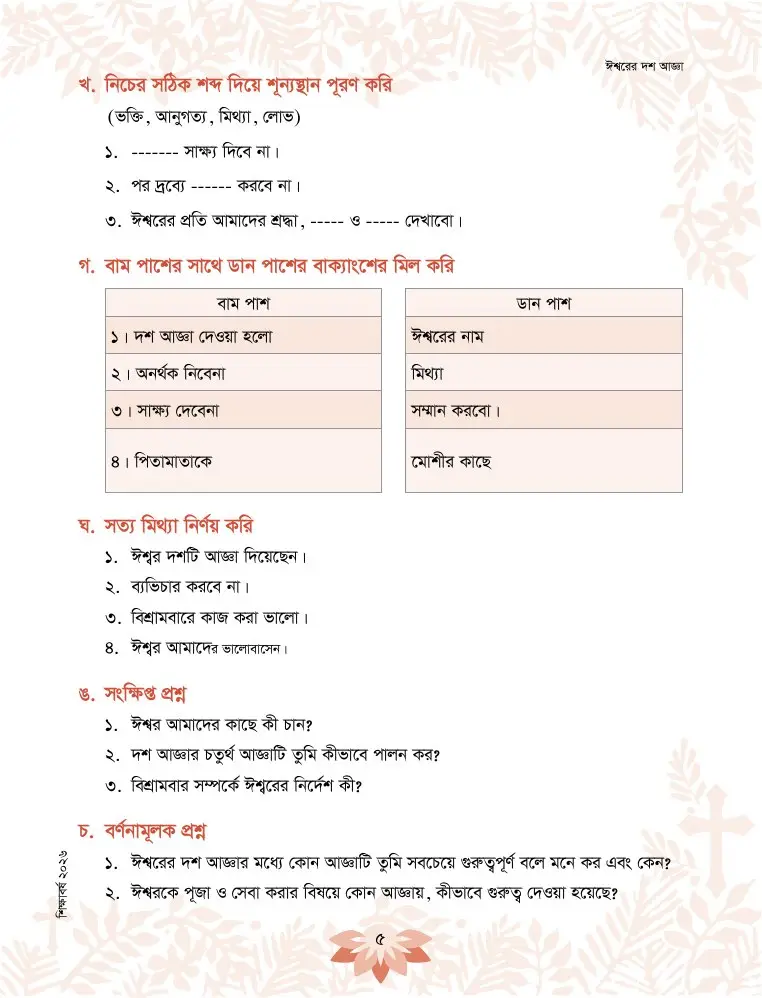 ঈশ্বরের দশ আজ্ঞা
খ. নিচের সঠিক শব্দ দিয়ে শূন্যস্থান পূরণ করি
(ভক্তি, আনুগত্য, মিথ্যা, লোভ)
১. ------- সাক্ষ্য দিবে না।
২. পর দ্রব্যে ------ করবে না।
৩. ঈশ্বরের প্রতি আমাদের শ্রদ্ধা, ----- ও ----- দেখাবো।
গ. বাম পাশের সাথে ডান পাশের বাক্যাংশের মিল করি
বাম পাশ ডান পাশ
১। দশ আজ্ঞা দেওয়া হলো ঈশ্বরের নাম
২। অনর্থক নিবেনা মিথ্যা
৩। সাক্ষ্য দেবেনা সম্মান করবো।
৪। পিতামাতাকে মোশীর কাছে
ঘ. সত্য মিথ্যা নির্ণয় করি
১. ঈশ্বর দশটি আজ্ঞা দিয়েছেন।
২. ব্যভিচার করবে না।
৩. বিশ্রামবারে কাজ করা ভালো।
৪. ঈশ্বর আমাদের ভালোবাসেন।
ঙ. সংক্ষিপ্ত প্রশ্ন
১. ঈশ্বর আমাদের কাছে কী চান?
২. দশ আজ্ঞার চতুর্থ আজ্ঞাটি তুমি কীভাবে পালন কর?
৩. বিশ্রামবার সম্পর্কে ঈশ্বরের নির্দেশ কী?
চ. বর্ণনামূলক প্রশ্ন
১. ঈশ্বরের দশ আজ্ঞার মধ্যে কোন আজ্ঞাটি তুমি সবচেয়ে গুরুত্বপূর্ণ বলে মনে কর এবং কেন?
২. ঈশ্বরকে পূজা ও সেবা করার বিষয়ে কোন আজ্ঞায়, কীভাবে গুরুত্ব দেওয়া হয়েছে?
শিক্ষাবর্ষ ২০২৬
৫